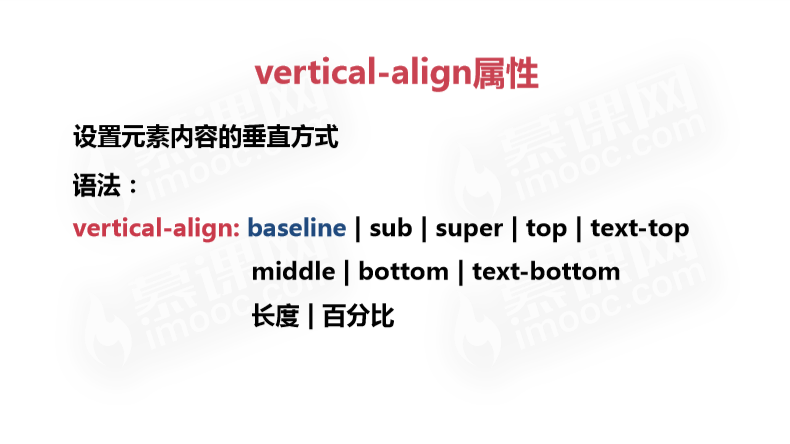 vertical-align属性
设置元素内容的垂直方式
语法：
vertical-align: baseline | sub | super | top | text-top
middle | bottom | text-bottom
长度 | 百分比
慕课网
imooc.com
慕课网
imooc.com
慕课网
imooc.com
慕课网
imooc.com